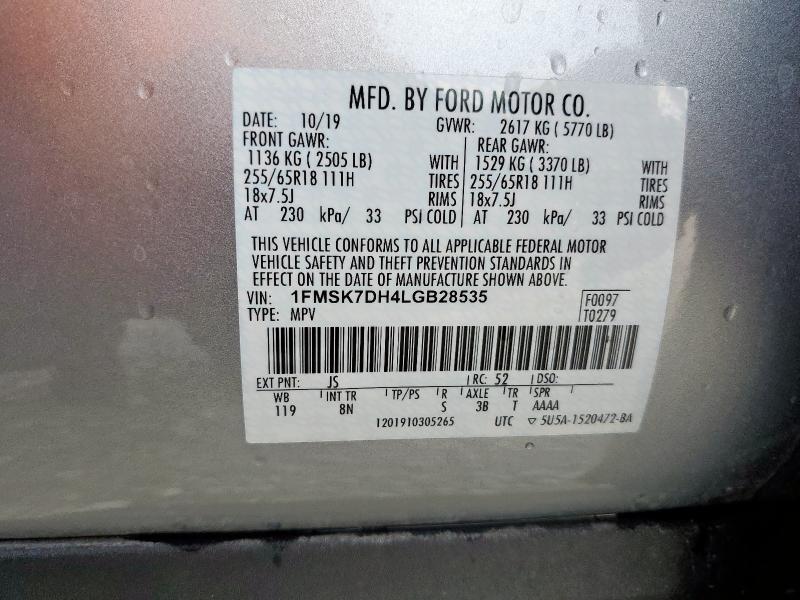 MFD. BY FORD MOTOR CO.
DATE: 10/19 GVWR: 2617 KG ( 5770 LB)
FRONT GAWR: REAR GAWR:
1136 KG ( 2505 LB) WITH 1529 KG ( 3370 LB) WITH
255/65R18 111H TIRES 255/65R18 111H TIRES
18x7.5J RIMS 18x7.5J RIMS
AT 230 kPa/ 33 PSI COLD AT 230 kPa/ 33 PSI COLD
THIS VEHICLE CONFORMS TO ALL APPLICABLE FEDERAL MOTOR
VEHICLE SAFETY AND THEFT PREVENTION STANDARDS IN
EFFECT ON THE DATE OF MANUFACTURE SHOWN ABOVE.
VIN: 1FMSK7DH4LGB28535 F0097
TYPE: MPV T0279
EXT PNT: JS RC: 52 DSO:
WB INT TR TP/PS R AXLE TR SPR
119 8N S 3B T AAAA
1201910305265 UTC ▽ 5U5A-1520472-BA